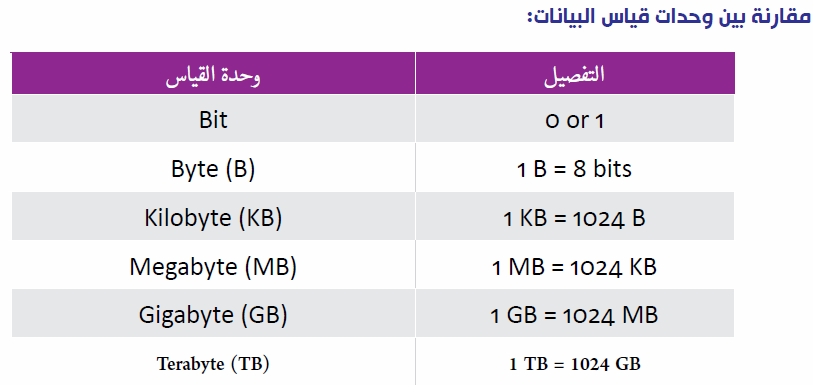 مقارنة بين وحدات قياس البيانات:
التفصيل وحدة القياس
Bit 0 or 1
Byte (B) 1 B = 8 bits
Kilobyte (KB) 1 KB = 1024 B
Megabyte (MB) 1 MB = 1024 KB
Gigabyte (GB) 1 GB = 1024 MB
Terabyte (TB) 1 TB = 1024 GB